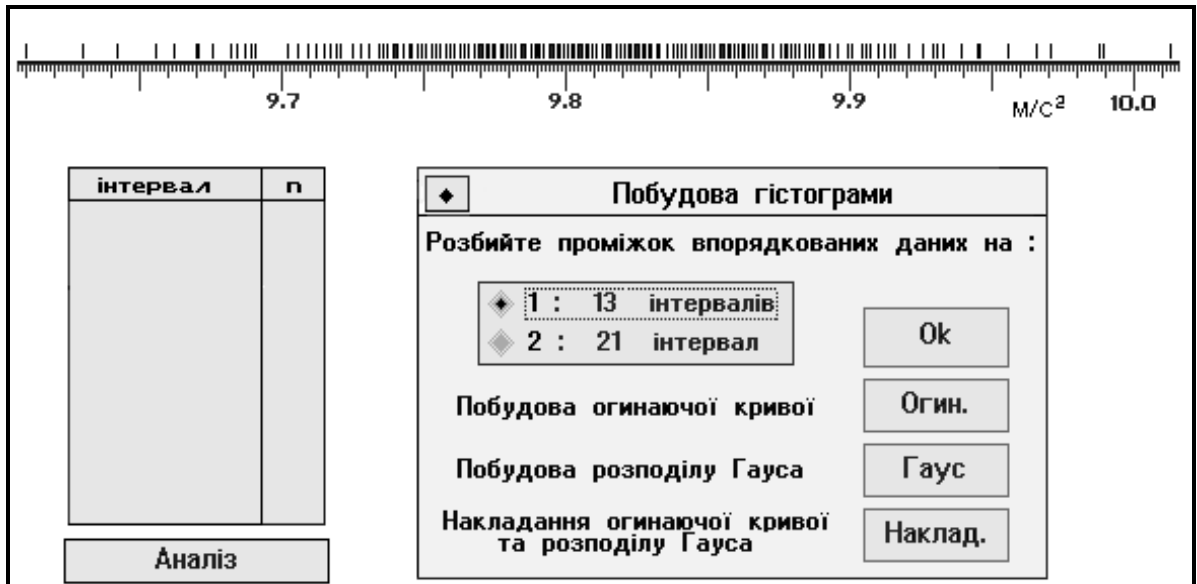 9.7 9.8 9.9 М/С² 10.0
інтервал n
Побудова гістограми
Розбийте проміжок впорядкованих даних на :
1 : 13 інтервалів
2 : 21 інтервал
Ok
Побудова огинаючої кривої Огин.
Побудова розподілу Гауса Гаус
Накладання огинаючої кривої
та розподілу Гауса Наклад.
Аналіз